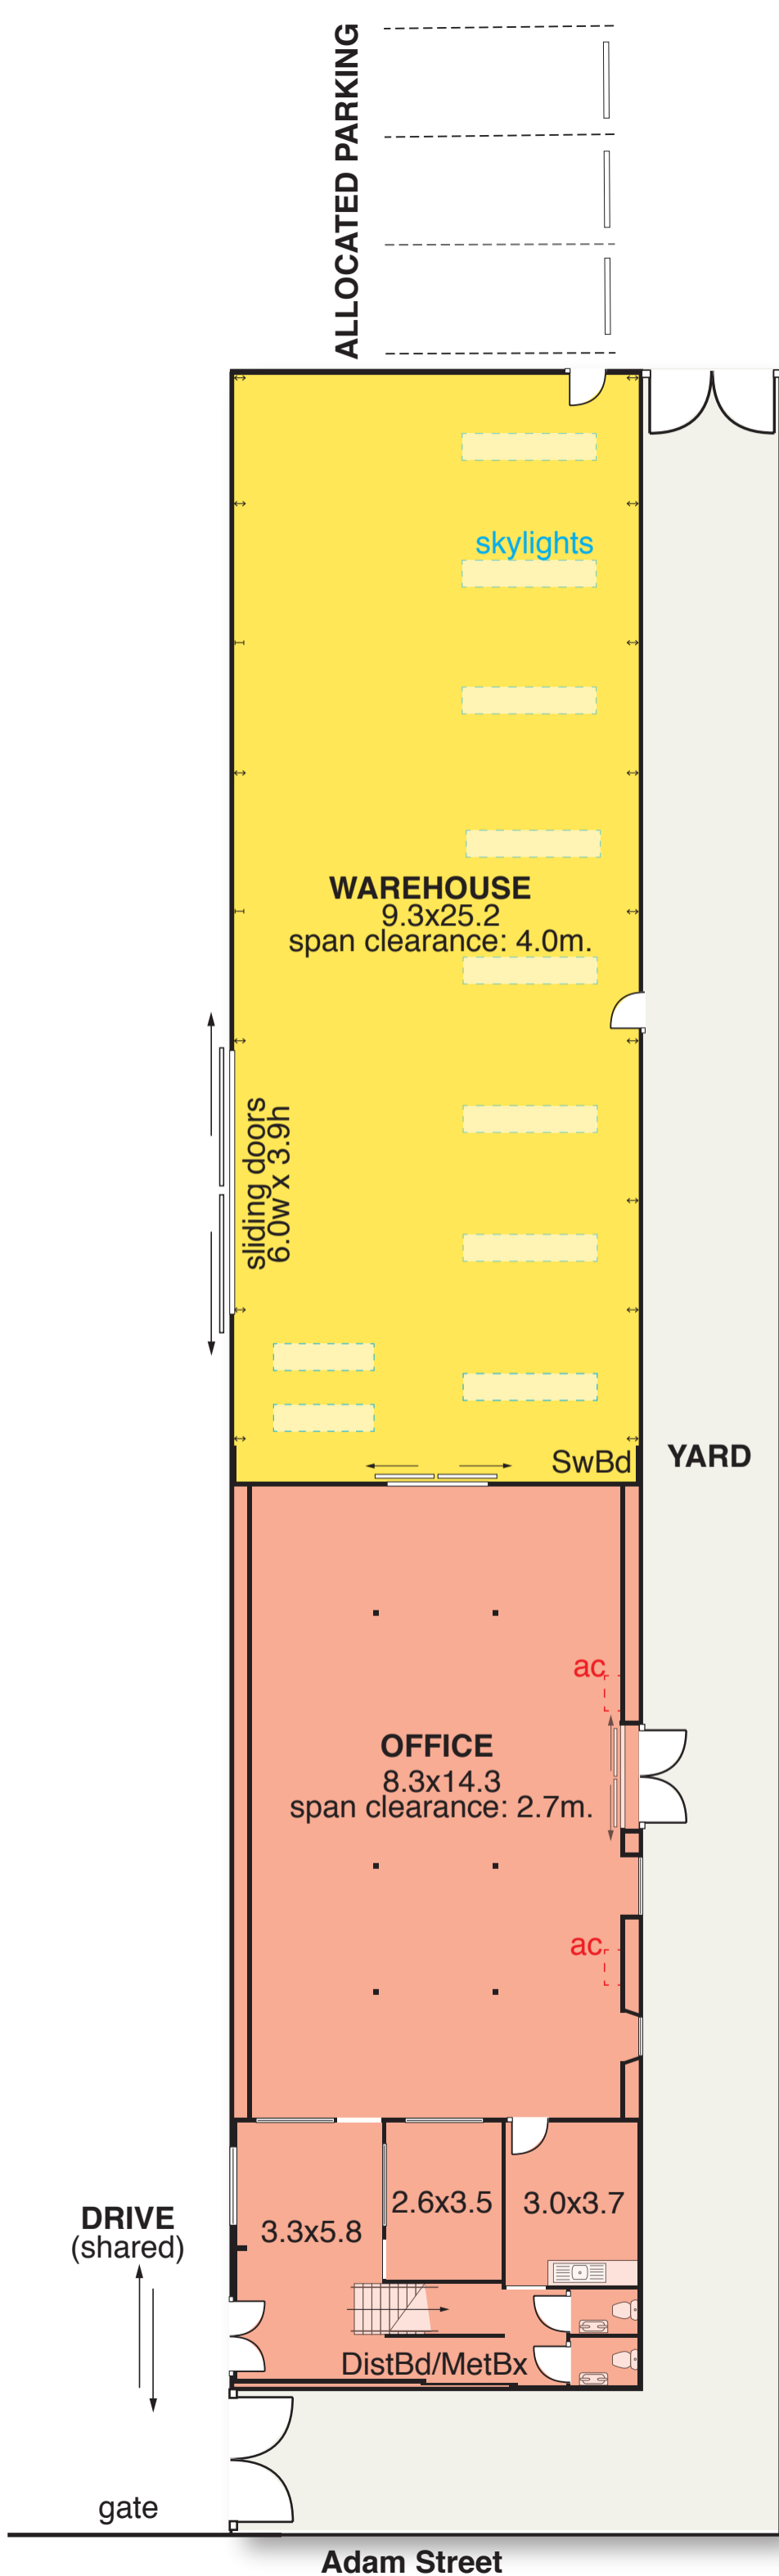 ALLOCATED PARKING
skylights
WAREHOUSE
9.3x25.2
span clearance: 4.0m.
sliding doors
6.0w x 3.9h
SwBd
YARD
ac
OFFICE
8.3x14.3
span clearance: 2.7m.
ac
2.6x3.5
3.0x3.7
3.3x5.8
DRIVE
(shared)
DistBd/MetBx
gate
Adam Street